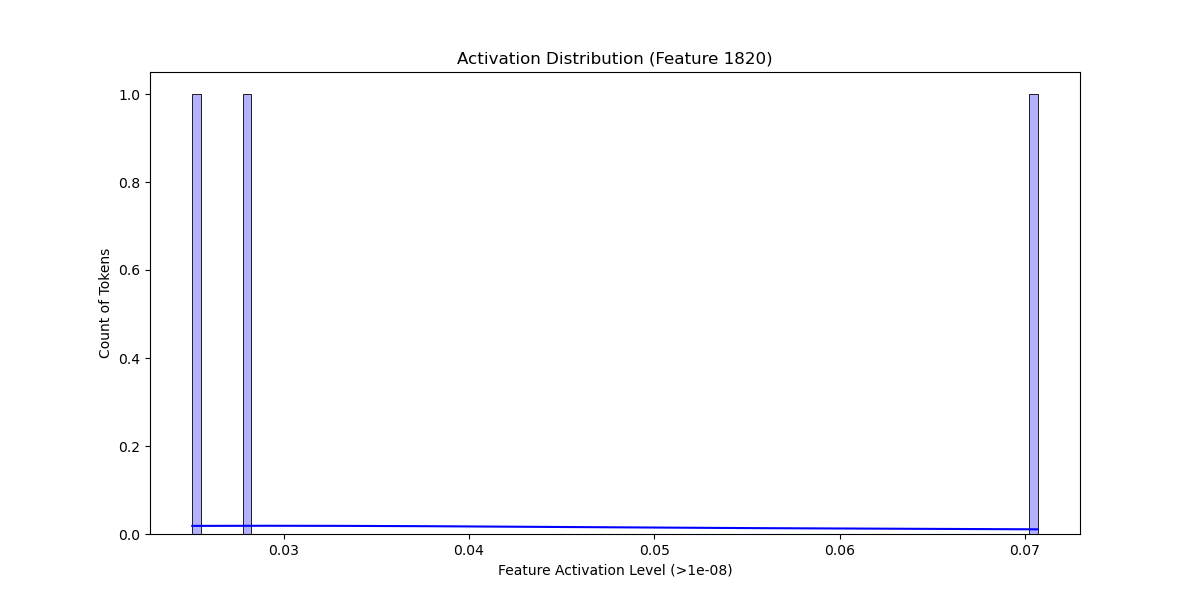 Activation Distribution (Feature 1820)
1.0
0.8
0.6
0.4
0.2
0.0
Count of Tokens
0.03 0.04 0.05 0.06 0.07
Feature Activation Level (>1e-08)